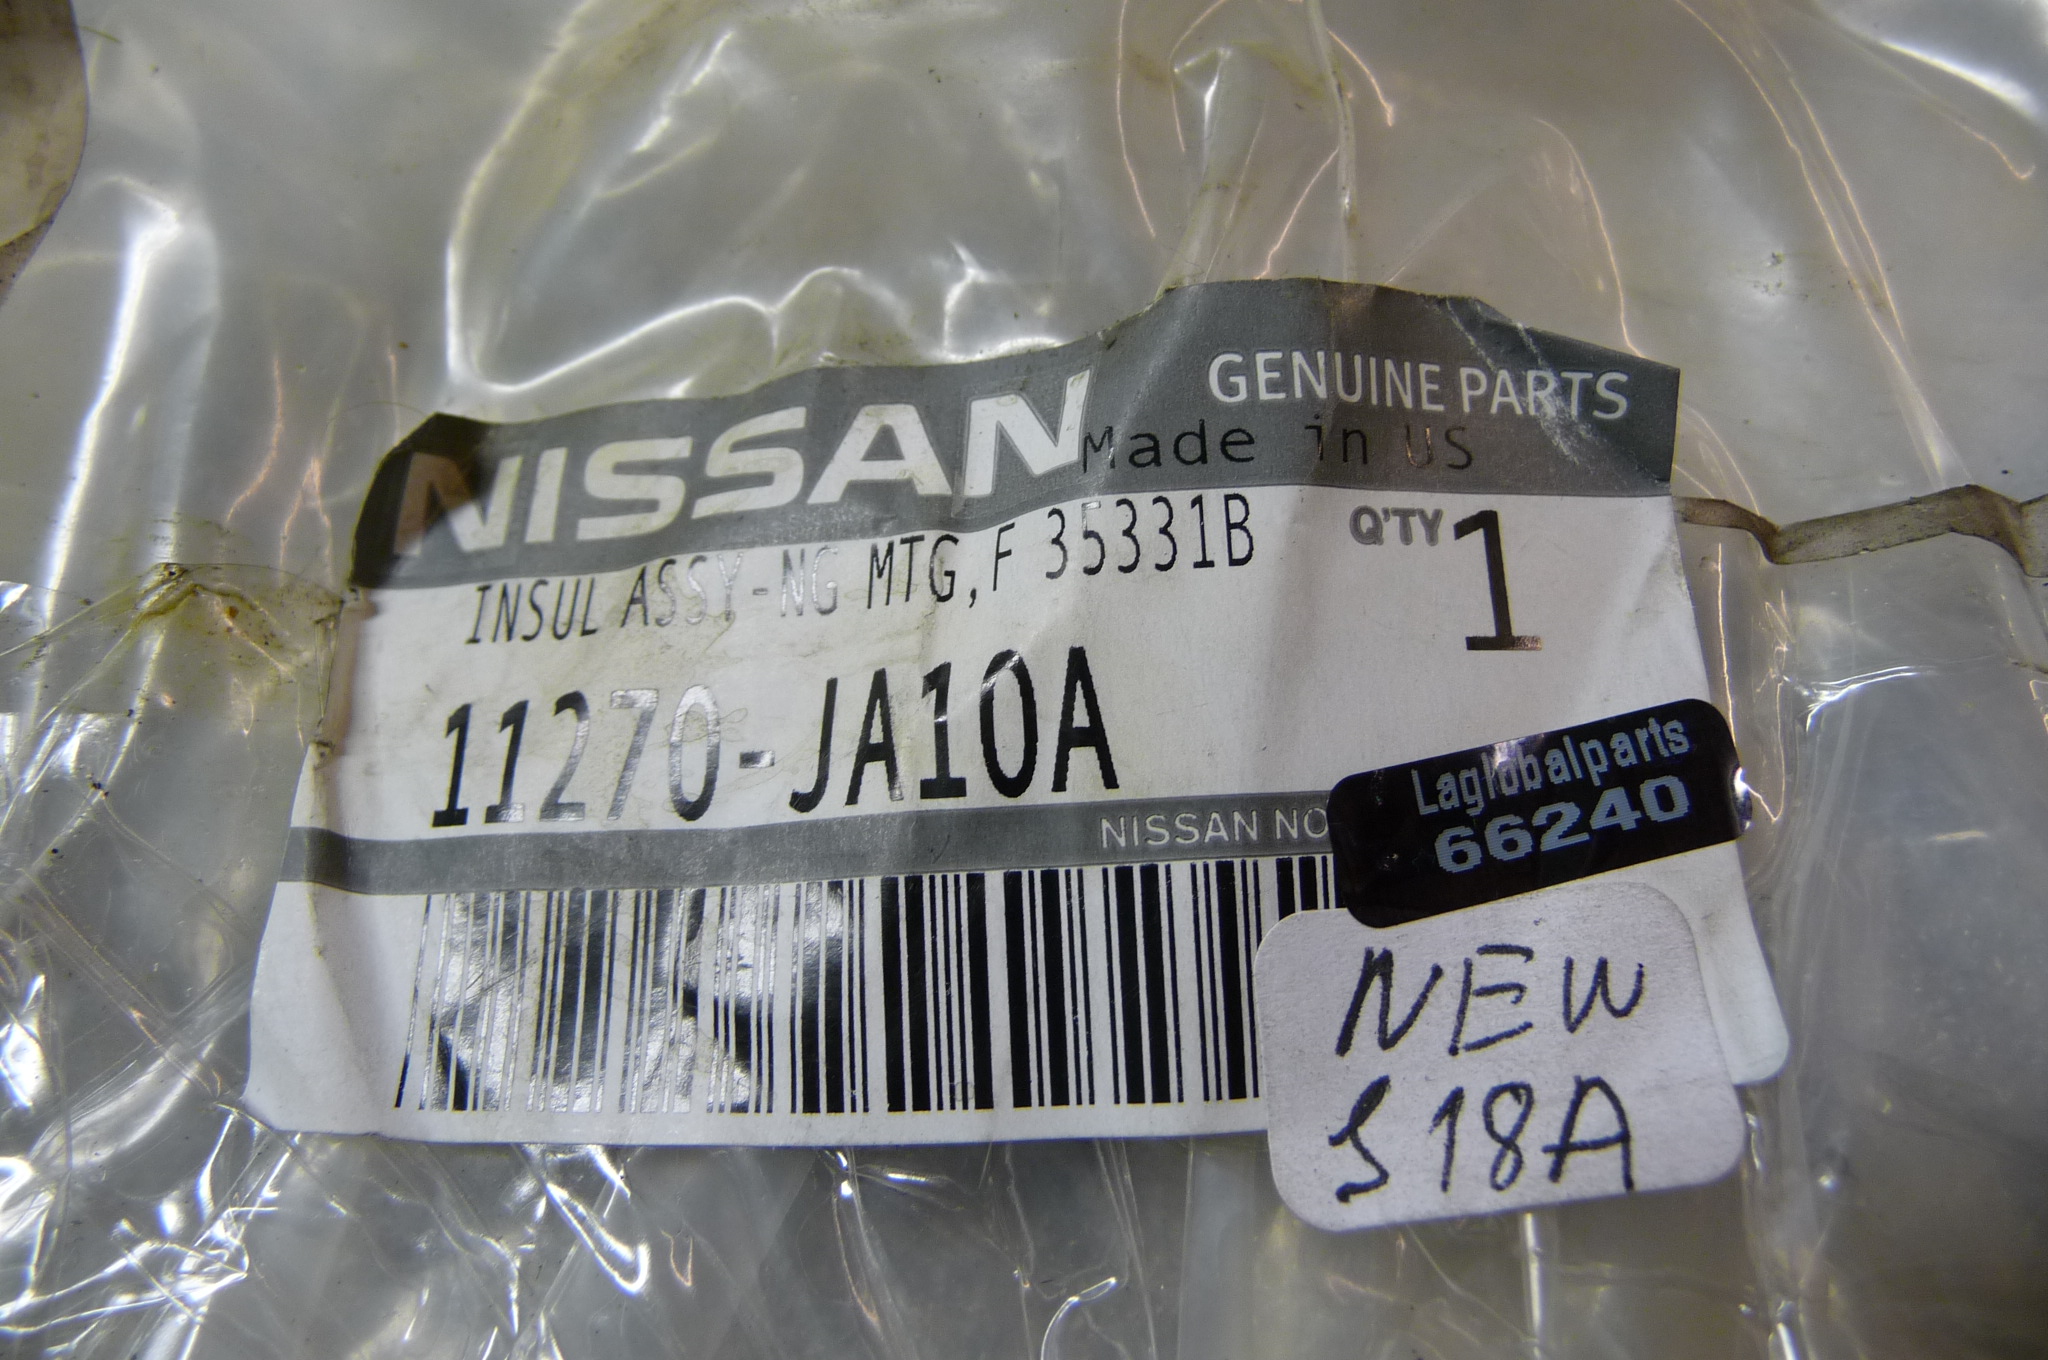 NISSAN
GENUINE PARTS
Made in US
INSUL ASSY-NG MTG,F 35331B
Q'TY 1
11270-JA10A
NISSAN NO
Laglobalparts
66240
NEW
S18A